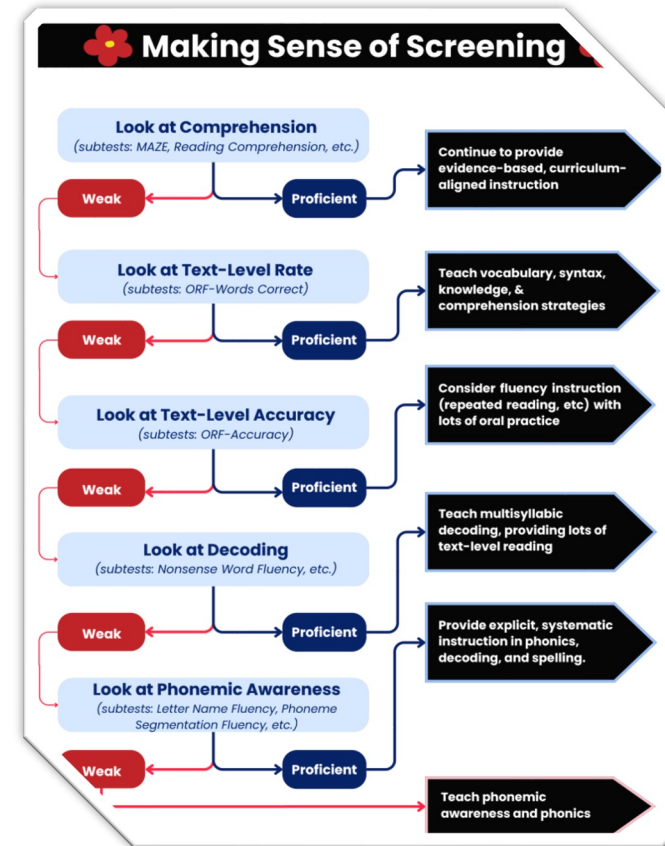 Making Sense of Screening
Look at Comprehension
(subtests: MAZE, Reading Comprehension, etc.)
Weak
Proficient
Continue to provide
evidence-based, curriculum-
aligned instruction
Look at Text-Level Rate
(subtests: ORF-Words Correct)
Weak
Proficient
Teach vocabulary, syntax,
knowledge, &
comprehension strategies
Look at Text-Level Accuracy
(subtests: ORF-Accuracy)
Weak
Proficient
Consider fluency instruction
(repeated reading, etc) with
lots of oral practice
Look at Decoding
(subtests: Nonsense Word Fluency, etc.)
Weak
Proficient
Teach multisyllabic
decoding, providing lots of
text-level reading
Look at Phonemic Awareness
(subtests: Letter Name Fluency, Phoneme
Segmentation Fluency, etc.)
Weak
Proficient
Provide explicit, systematic
instruction in phonics,
decoding, and spelling.
Teach phonemic
awareness and phonics